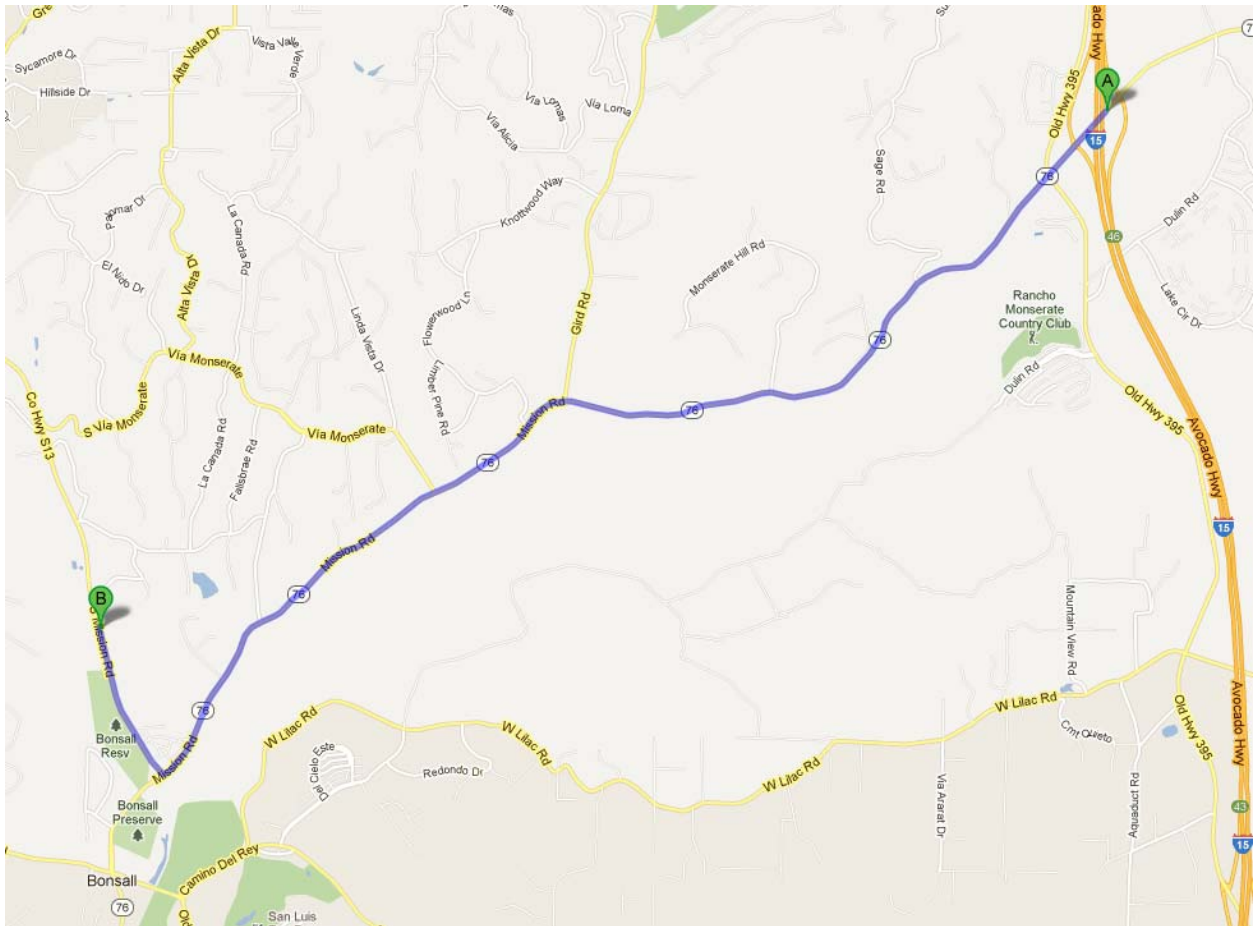 Sycamore Dr
Hillside Dr
Alta Vista Dr
Vista Valle
Verde
Via Lomas
Via Loma
Via Alicia
Old Hwy 395
Avocado Hwy
A
15
76
Sage Rd
Dulin Rd
46
Lake Cir Dr
Palomar Dr
El Nido Dr
La Canada Rd
Alta Vista Dr
Knottwood Way
Flowerwood Ln
Limber Pine Rd
Linda Vista Dr
Gird Rd
Monserate Hill Rd
76
Rancho
Monserate
Country Club
Dulin Rd
Via Monserate
S Via Monserate
Via Monserate
Co Hwy S13
La Canada Rd
Fallsbrae Rd
Mission Rd
76
76
Old Hwy 395
Avocado Hwy
15
Mission Rd
76
B
Mission Rd
76
Mission Rd
Bonsall
Resv
Bonsall
Preserve
Bonsall
76
Camino Del Rey
San Luis
W Lilac Rd
Del Cielo Este
Redondo Dr
W Lilac Rd
W Lilac Rd
W Lilac Rd
Mountain View Rd
Via Ararat Dr
Aquaduct Rd
Old Hwy 395
Avocado Hwy
43
15